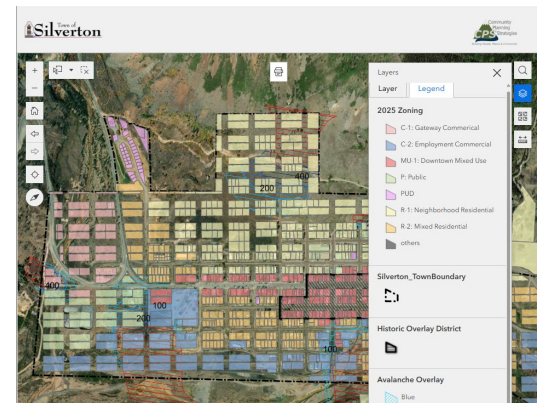 Town of
Silverton
Community
Planning
Strategies
CPS
Layers
Layer Legend
2025 Zoning
C-1: Gateway Commerical
C-2: Employment Commercial
MU-1: Downtown Mixed Use
P: Public
PUD
R-1: Neighborhood Residential
R-2: Mixed Residential
others
Silverton_TownBoundary
Historic Overlay District
Avalanche Overlay
Blue
400
200
400
100
200
100